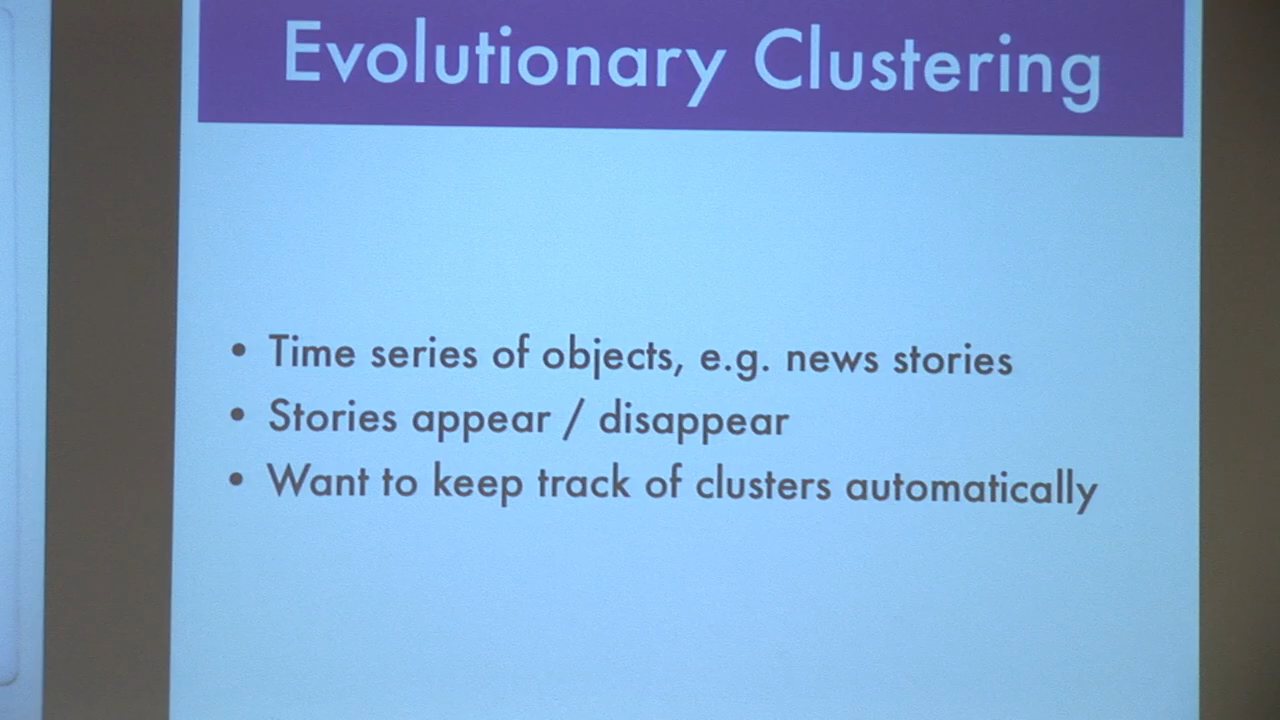 Evolutionary Clustering
• Time series of objects, e.g. news stories
• Stories appear / disappear
• Want to keep track of clusters automatically